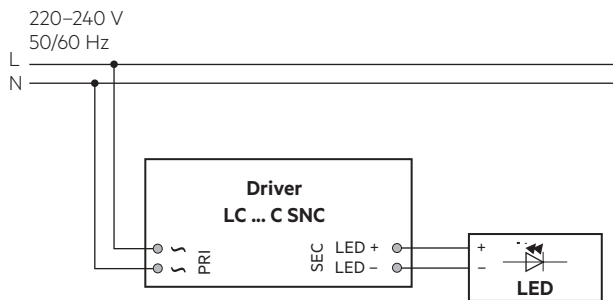 220–240 V
50/60 Hz
L
N
Driver
LC ... C SNC
~ PRI SEC LED + +
~ LED – –
LED